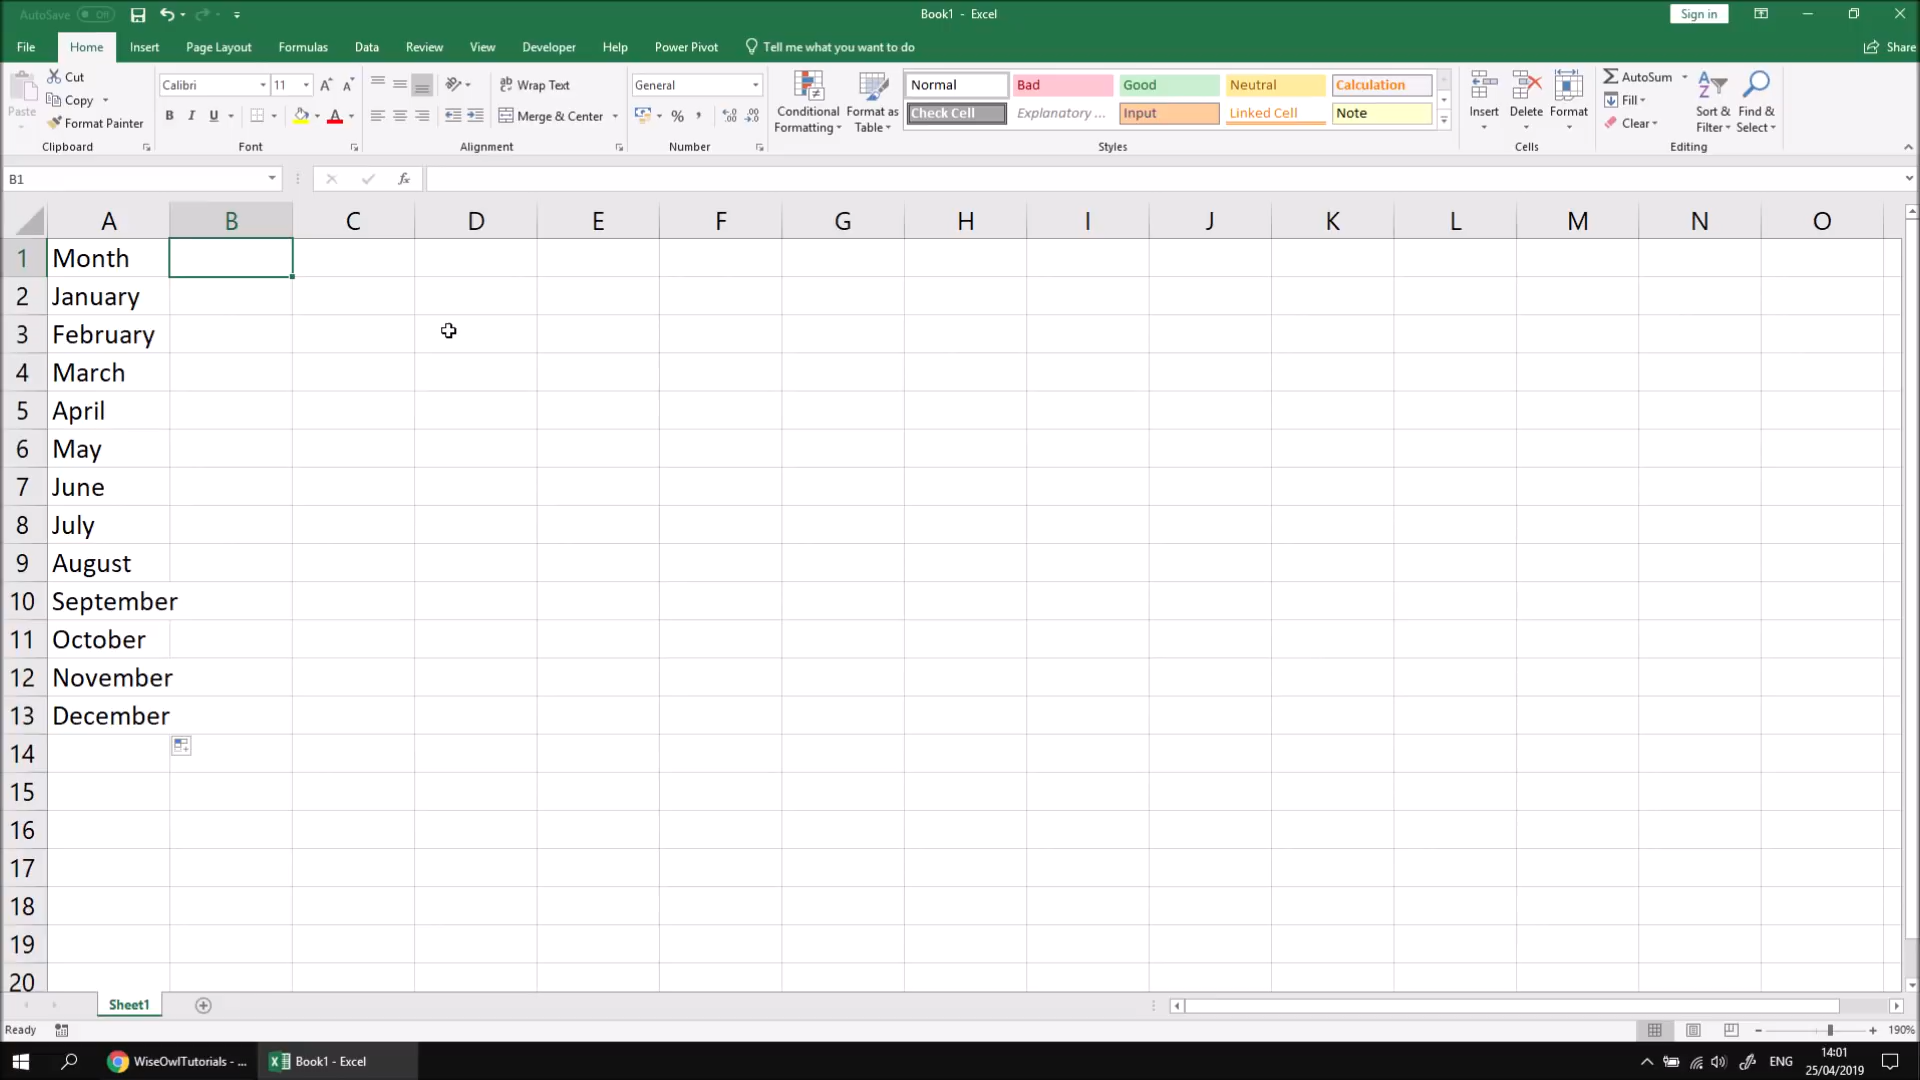 AutoSave Off
Book1 - Excel
Sign in
File Home Insert Page Layout Formulas Data Review View Developer Help Power Pivot Tell me what you want to do
Share
Paste
Cut
Copy
Format Painter
Clipboard
Calibri 11
B I U
Font
Wrap Text
Merge & Center
Alignment
General
Number
Conditional Formatting
Format as Table
Normal Bad Good Neutral Calculation
Check Cell Explanatory ... Input Linked Cell Note
Styles
Insert Delete Format
Cells
AutoSum
Fill
Clear
Sort & Filter
Find & Select
Editing
B1
fx
A B C D E F G H I J K L M N O
1 Month
2 January
3 February
4 March
5 April
6 May
7 June
8 July
9 August
10 September
11 October
12 November
13 December
14
15
16
17
18
19
20
Sheet1
Ready
190%
WiseOwlTutorials - ...
Book1 - Excel
ENG
14:01
25/04/2019